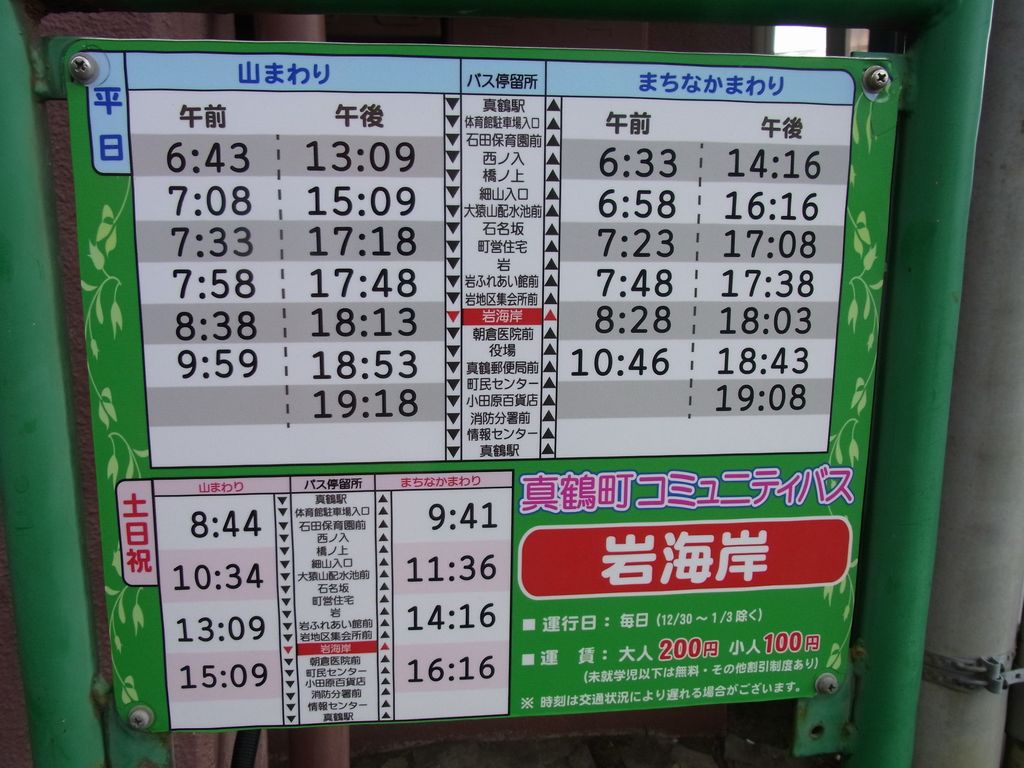 平日
山まわり
バス停留所
まちなかまわり
午前 午後
午前 午後
6:43 13:09
7:08 15:09
7:33 17:18
7:58 17:48
8:38 18:13
9:59 18:53
19:18
真鶴駅
体育館駐車場入口
石田保育園前
西ノ入
橋ノ上
細山入口
大猿山配水池前
石名坂
町営住宅
岩
岩ふれあい館前
岩地区集会所前
岩海岸
朝倉医院前
役場
真鶴郵便局前
町民センター
小田原百貨店
消防分署前
情報センター
真鶴駅
6:33 14:16
6:58 16:16
7:23 17:08
7:48 17:38
8:28 18:03
10:46 18:43
19:08
土日祝
山まわり
バス停留所
まちなかまわり
8:44
10:34
13:09
15:09
真鶴駅
体育館駐車場入口
石田保育園前
西ノ入
橋ノ上
細山入口
大猿山配水池前
石名坂
町営住宅
岩
岩ふれあい館前
岩地区集会所前
岩海岸
朝倉医院前
町民センター
小田原百貨店
消防分署前
情報センター
真鶴駅
9:41
11:36
14:16
16:16
真鶴町コミュニティバス
岩海岸
■ 運行日：毎日 (12/30～1/3 除く)
■ 運 賃：大人 200円 小人 100円
(未就学児以下は無料・その他割引制度あり)
※ 時刻は交通状況により遅れる場合がございます。